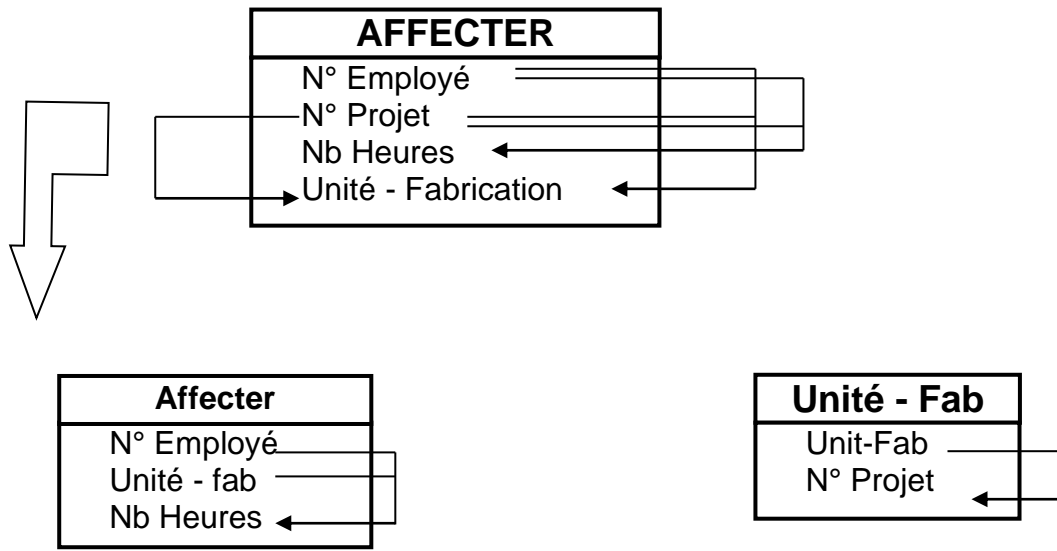 AFFECTER
N° Employé
N° Projet
Nb Heures
Unité - Fabrication
Affecter
N° Employé
Unité - fab
Nb Heures
Unité - Fab
Unit-Fab
N° Projet